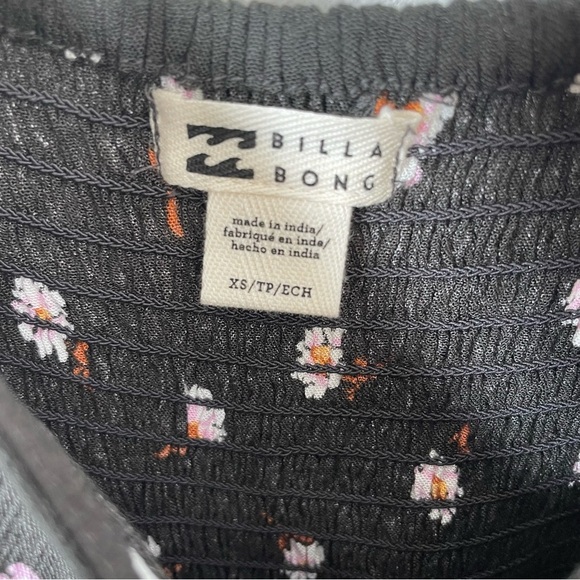 BILLA
BONG
made in india/
fabriqué en inde/
hecho en india
XS/TP/ECH